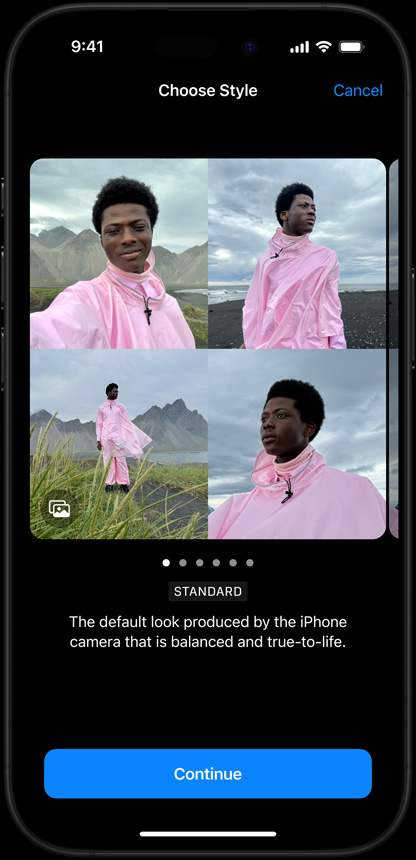 9:41
Choose Style
Cancel
STANDARD
The default look produced by the iPhone
camera that is balanced and true-to-life.
Continue